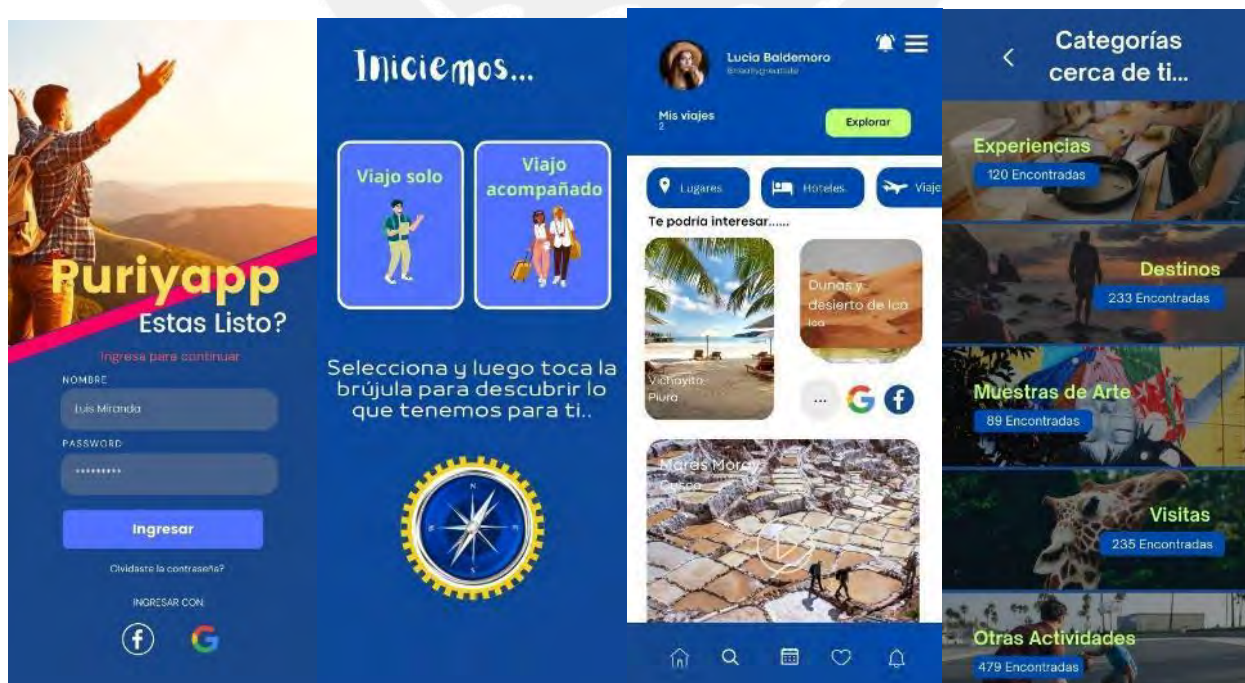 Puriyapp
Estas Listo?
Ingresa para continuar
NOMBRE
Luis Miranda
PASSWORD
*********
Ingresar
Olvidaste la contraseña?
INGRESAR CON:
Iniciemos...
Viajo solo
Viajo
acompañado
Selecciona y luego toca la
brújula para descubrir lo
que tenemos para ti..
N
Lucia Baldemoro
Mis viajes
2
Explorar
Lugares
Hoteles
Viaje
Te podría interesar......
Vichayito
Piura
Dunas y
desierto de Ica
Ica
...
Maras Moray
Cusco
Categorías
cerca de ti...
Experiencias
120 Encontradas
Destinos
233 Encontradas
Muestras de Arte
89 Encontradas
Visitas
235 Encontradas
Otras Actividades
479 Encontradas